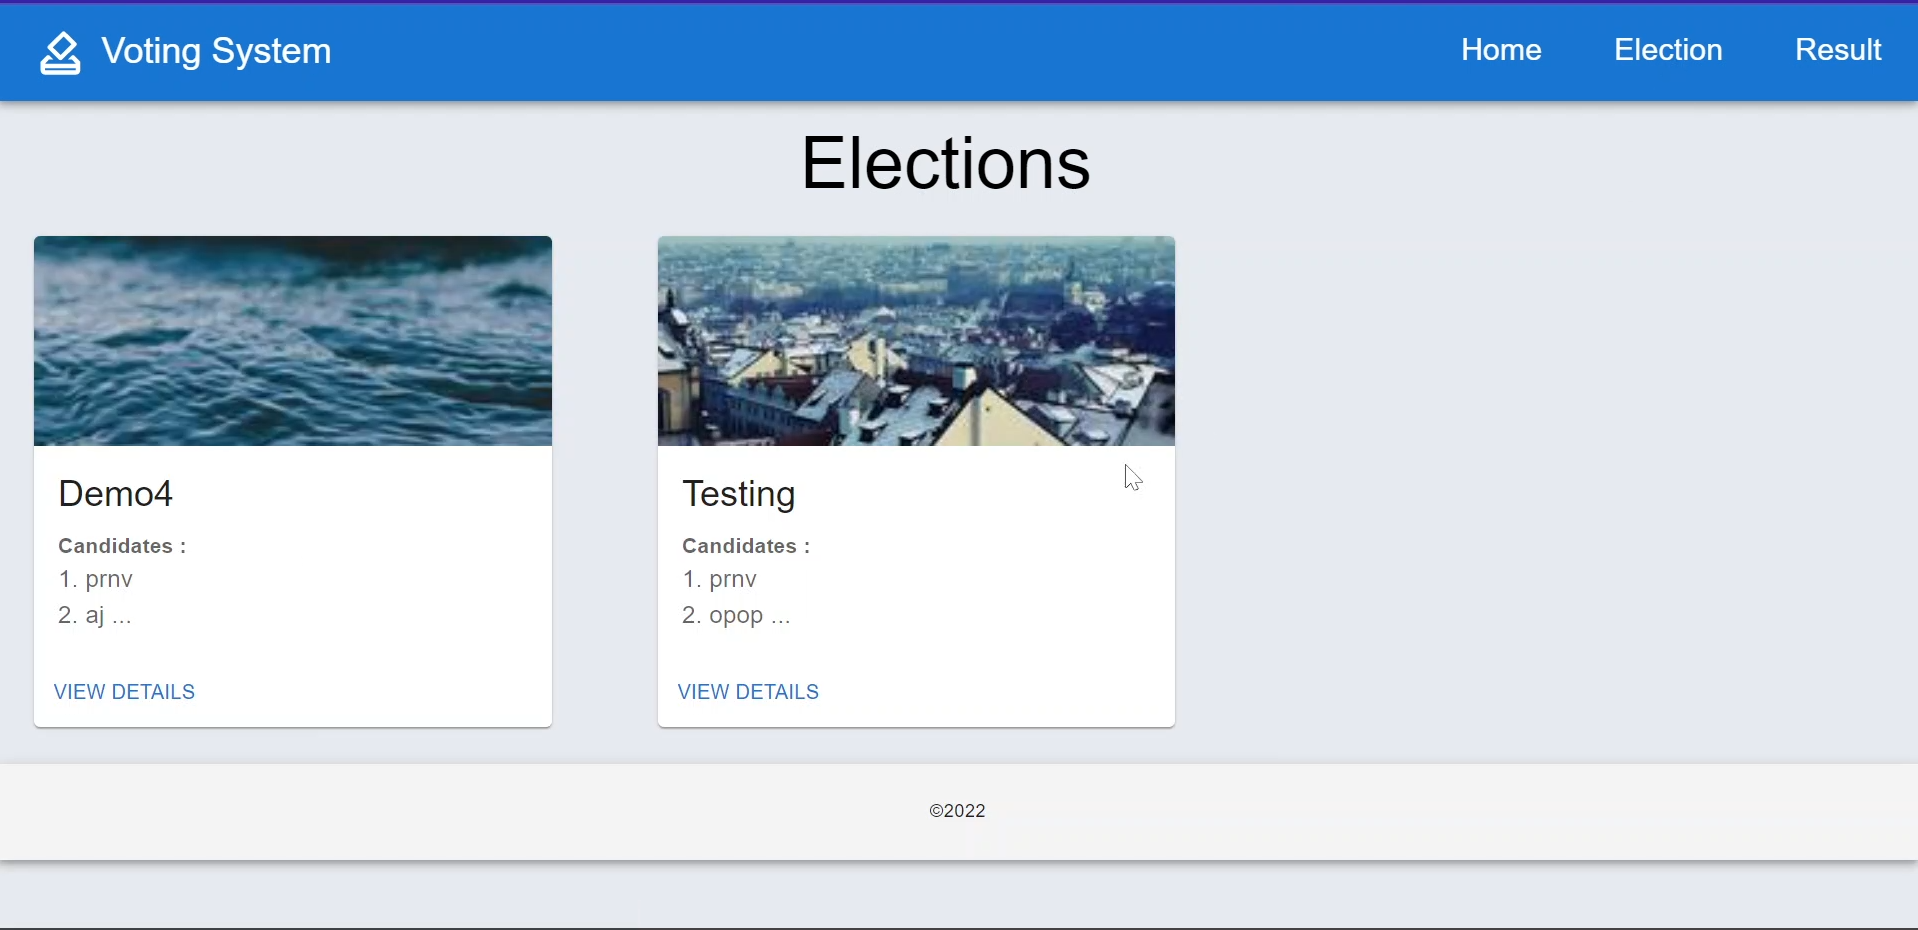 Voting System
Home Election Result
Elections
Demo4
Candidates :
1. prnv
2. aj ...
VIEW DETAILS
Testing
Candidates :
1. prnv
2. opop ...
VIEW DETAILS
©2022